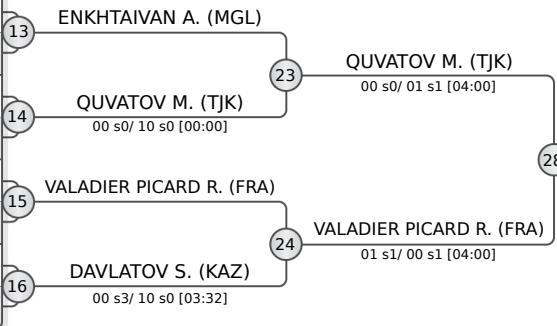 13
ENKHTAIVAN A. (MGL)
23
QUVATOV M. (TJK)
00 s0/ 01 s1 [04:00]
14
QUVATOV M. (TJK)
00 s0/ 10 s0 [00:00]
28
15
VALADIER PICARD R. (FRA)
24
VALADIER PICARD R. (FRA)
01 s1/ 00 s1 [04:00]
16
DAVLATOV S. (KAZ)
00 s3/ 10 s0 [03:32]